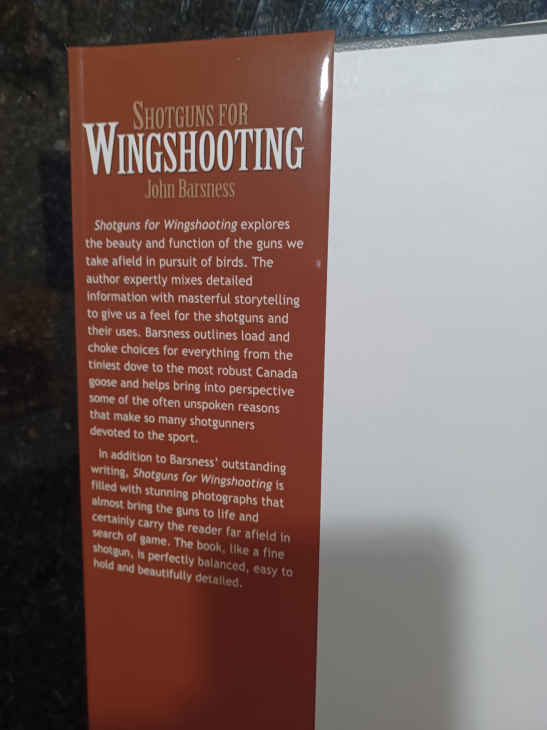 SHOTGUNS FOR
WINGSHOOTING
John Barsness
Shotguns for Wingshooting explores
the beauty and function of the guns we
take afield in pursuit of birds. The
author expertly mixes detailed
information with masterful storytelling
to give us a feel for the shotguns and
their uses. Barsness outlines load and
choke choices for everything from the
tiniest dove to the most robust Canada
goose and helps bring into perspective
some of the often unspoken reasons
that make so many shotgunners
devoted to the sport.
In addition to Barsness' outstanding
writing, Shotguns for Wingshooting is
filled with stunning photographs that
almost bring the guns to life and
certainly carry the reader far afield in
search of game. The book, like a fine
shotgun, is perfectly balanced, easy to
hold and beautifully detailed.